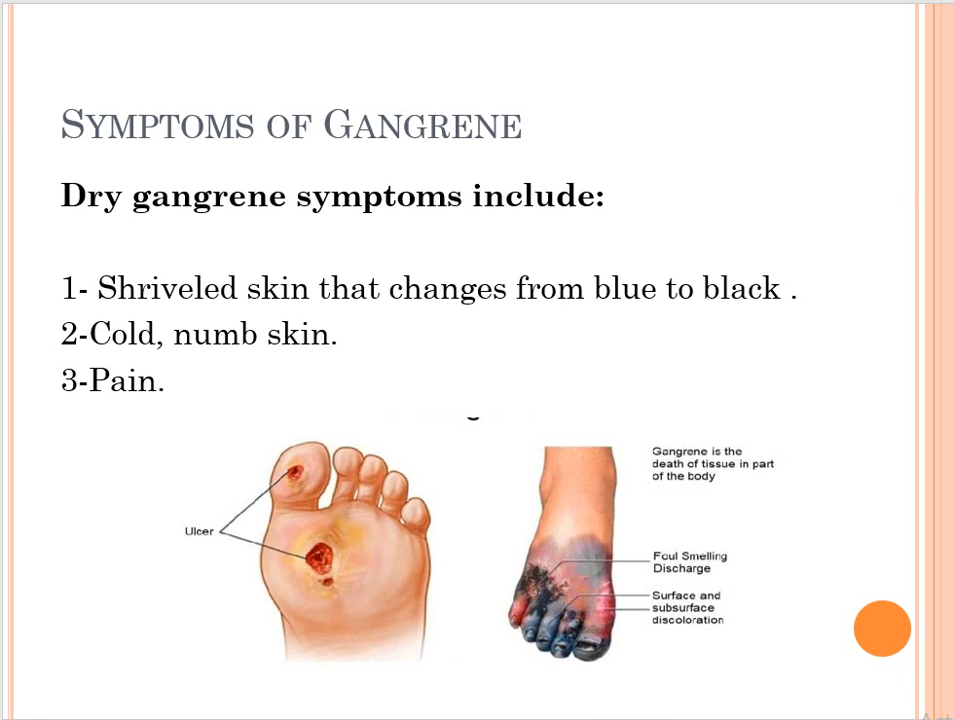 SYMPTOMS OF GANGRENE
Dry gangrene symptoms include:
1- Shriveled skin that changes from blue to black .
2-Cold, numb skin.
3-Pain.
Ulcer
Gangrene is the
death of tissue in part
of the body
Foul Smelling
Discharge
Surface and
subsurface
discoloration